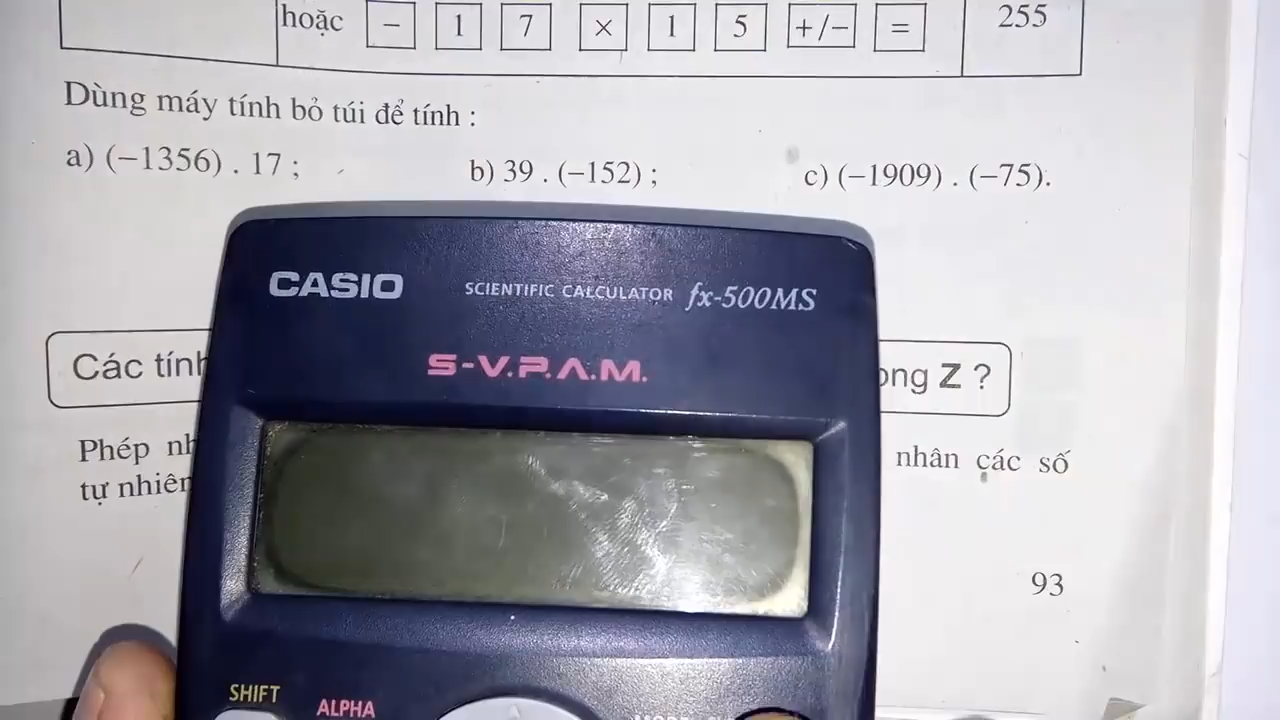 hoặc − 1 7 × 1 5 +/− = 255
Dùng máy tính bỏ túi để tính :
a) (−1356) . 17 ; b) 39 . (−152) ; c) (−1909) . (−75).
CASIO SCIENTIFIC CALCULATOR fx-500MS
S-V.P.A.M.
Các tính ong Z ?
Phép nh nhân các số
tự nhiên
93
SHIFT ALPHA